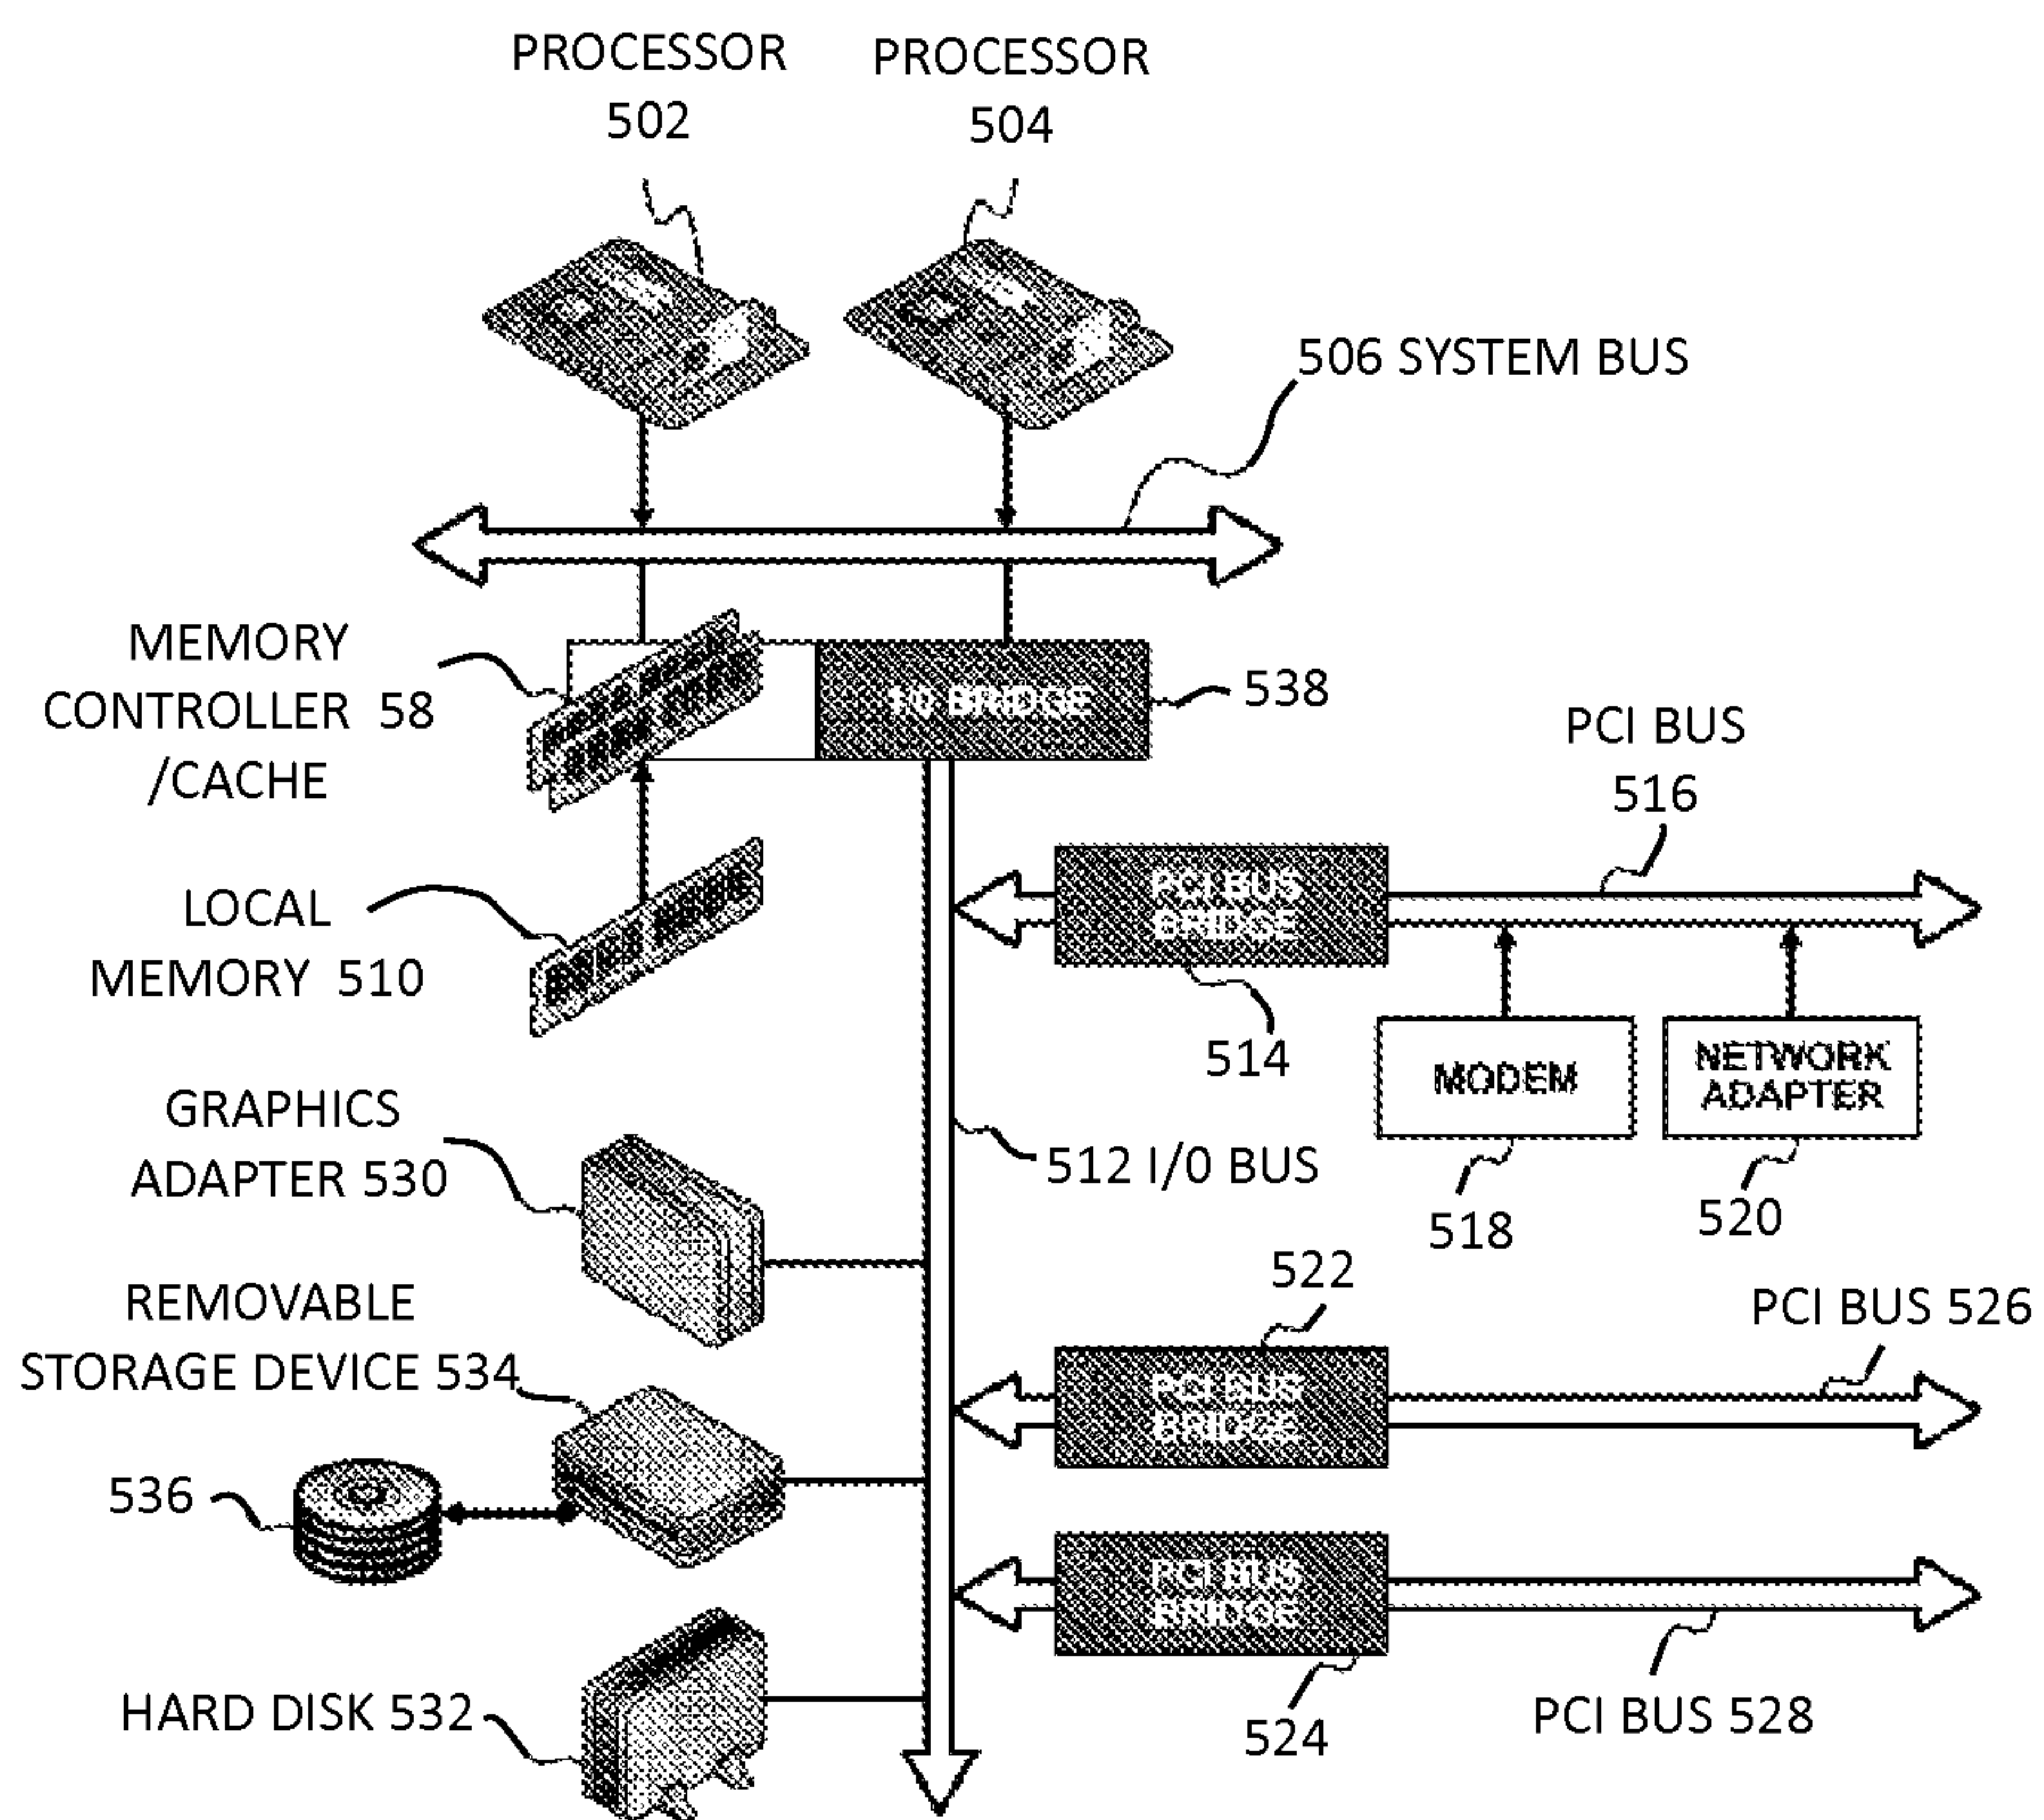 PROCESSOR
502
PROCESSOR
504
506 SYSTEM BUS
MEMORY
CONTROLLER 58
/CACHE
I/0 BRIDGE
538
PCI BUS
516
LOCAL
MEMORY 510
PCI BUS
BRIDGE
514
MODEM
NETWORK
ADAPTER
518
520
GRAPHICS
ADAPTER 530
512 I/0 BUS
522
REMOVABLE
STORAGE DEVICE 534
PCI BUS 526
PCI BUS
BRIDGE
536
PCI BUS
BRIDGE
HARD DISK 532
524
PCI BUS 528